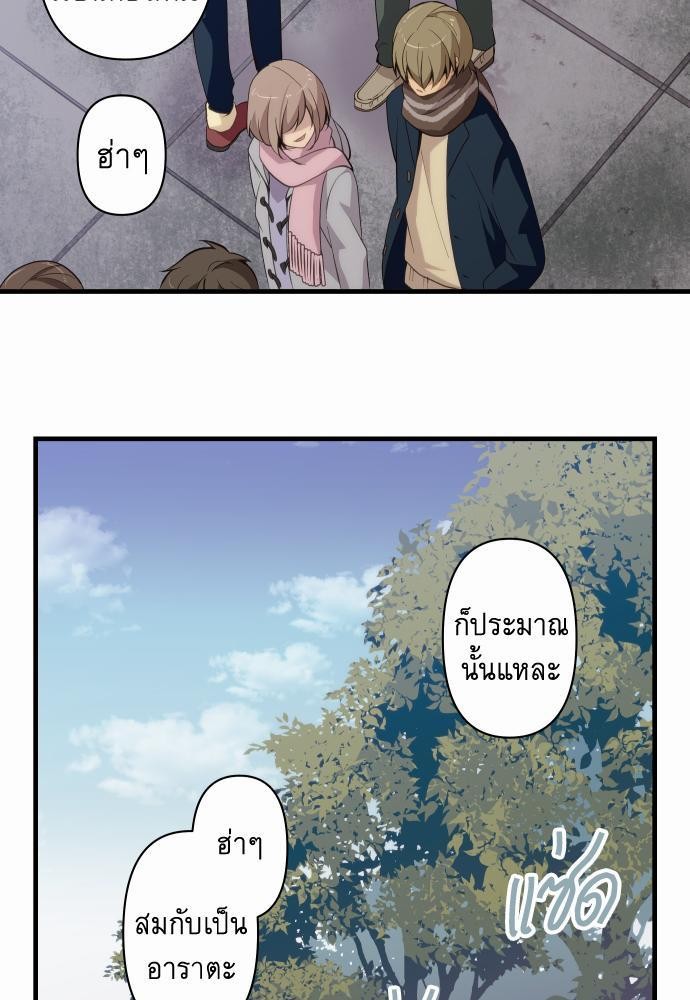 ฮ่าๆ
ก็ประมาณ
นั้นแหละ
ฮ่าๆ
สมกับเป็น
อาราตะ
แซ่ด